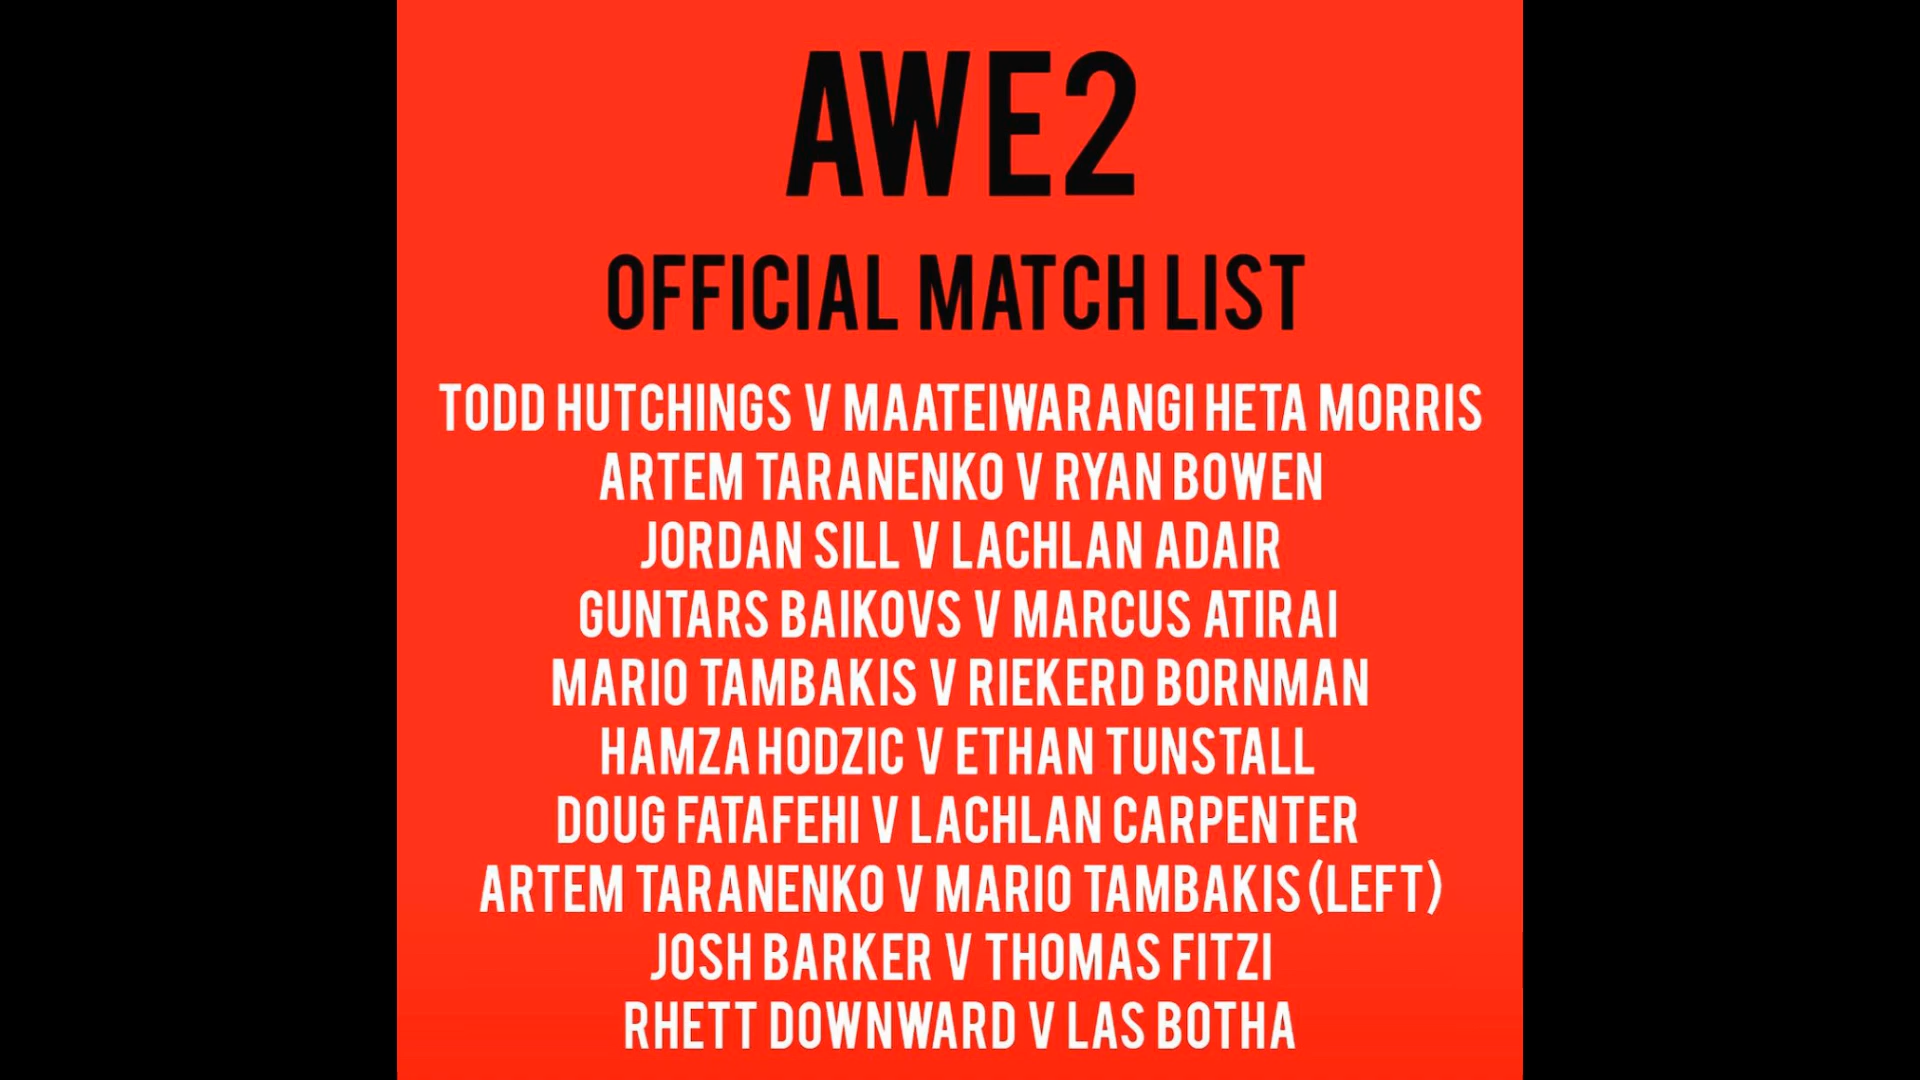 AWE2
OFFICIAL MATCH LIST
TODD HUTCHINGS V MAATEIWARANGI HETA MORRIS
ARTEM TARANENKO V RYAN BOWEN
JORDAN SILL V LACHLAN ADAIR
GUNTARS BAIKOVS V MARCUS ATIRAI
MARIO TAMBAKIS V RIEKERD BORNMAN
HAMZA HODZIC V ETHAN TUNSTALL
DOUG FATAFEHI V LACHLAN CARPENTER
ARTEM TARANENKO V MARIO TAMBAKIS (LEFT)
JOSH BARKER V THOMAS FITZI
RHETT DOWNWARD V LAS BOTHA